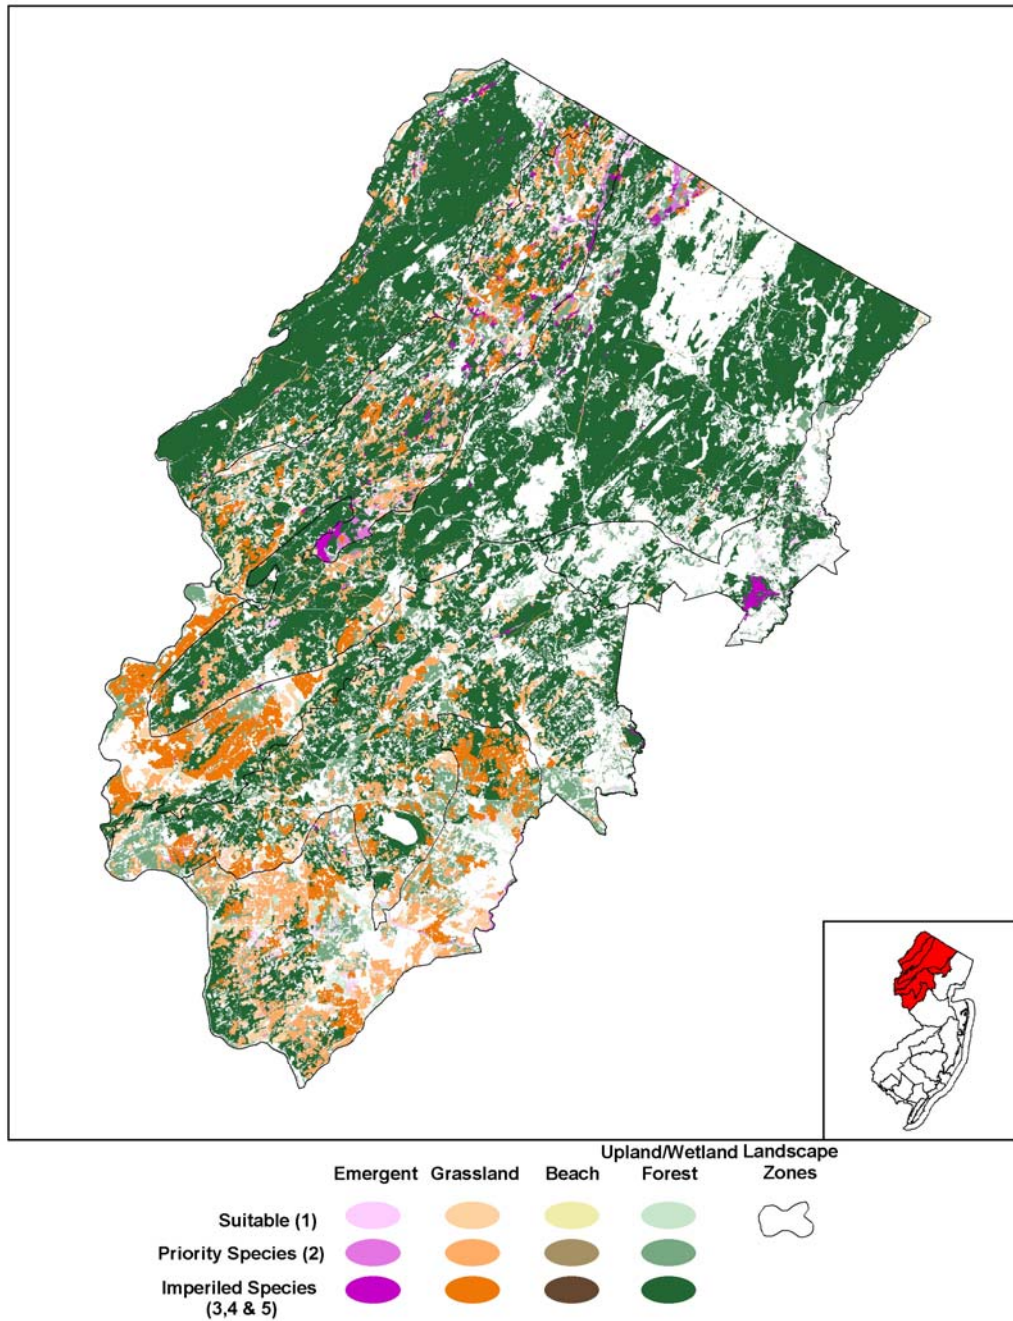 Upland/Wetland Landscape
Emergent Grassland Beach Forest Zones
Suitable (1)
Priority Species (2)
Imperiled Species
(3,4 & 5)